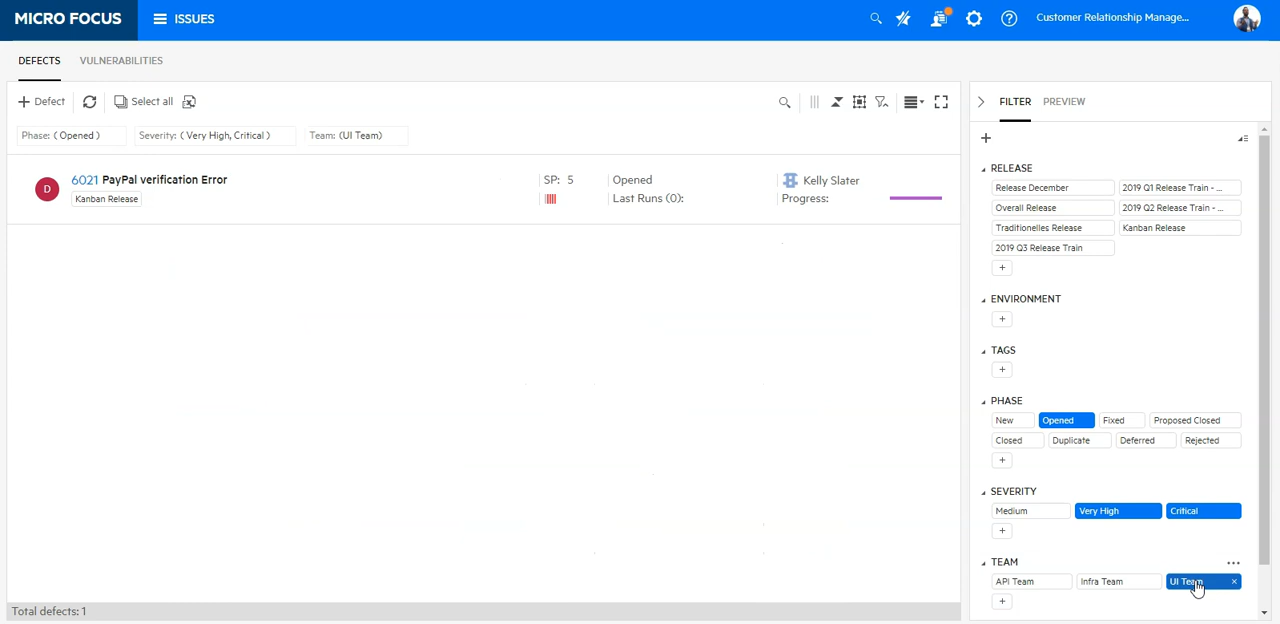 MICRO FOCUS
ISSUES
Customer Relationship Manage...
DEFECTS
VULNERABILITIES
Defect
Select all
Phase: ( Opened )
Severity: ( Very High, Critical )
Team: (UI Team)
D
6021 PayPal verification Error
Kanban Release
SP: 5
Opened
Last Runs (0):
Kelly Slater
Progress:
Total defects: 1
FILTER
PREVIEW
RELEASE
Release December
2019 Q1 Release Train - ...
Overall Release
2019 Q2 Release Train - ...
Traditionelles Release
Kanban Release
2019 Q3 Release Train
ENVIRONMENT
TAGS
PHASE
New
Opened
Fixed
Proposed Closed
Closed
Duplicate
Deferred
Rejected
SEVERITY
Medium
Very High
Critical
TEAM
API Team
Infra Team
UI Team